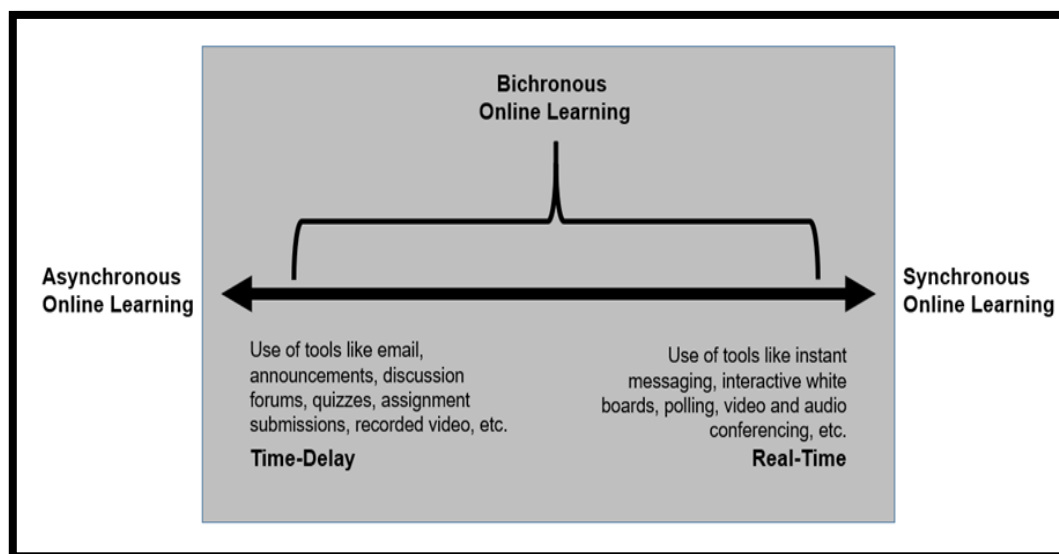 Bichronous
Online Learning
Asynchronous
Online Learning
Synchronous
Online Learning
Use of tools like email,
announcements, discussion
forums, quizzes, assignment
submissions, recorded video, etc.
Time-Delay
Use of tools like instant
messaging, interactive white
boards, polling, video and audio
conferencing, etc.
Real-Time